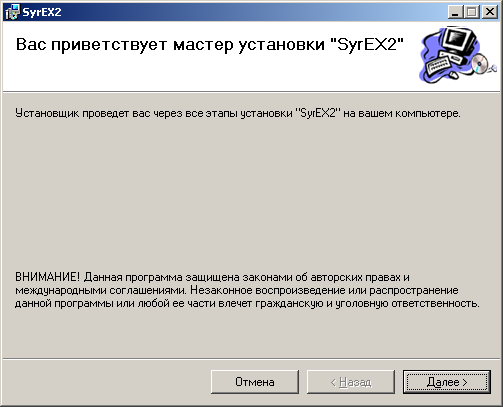 SyrEX2
Вас приветствует мастер установки "SyrEX2"
Установщик проведет вас через все этапы установки "SyrEX2" на вашем компьютере.
ВНИМАНИЕ! Данная программа защищена законами об авторских правах и
международными соглашениями. Незаконное воспроизведение или распространение
данной программы или любой ее части влечет гражданскую и уголовную ответственность.
Отмена
< Назад
Далее >